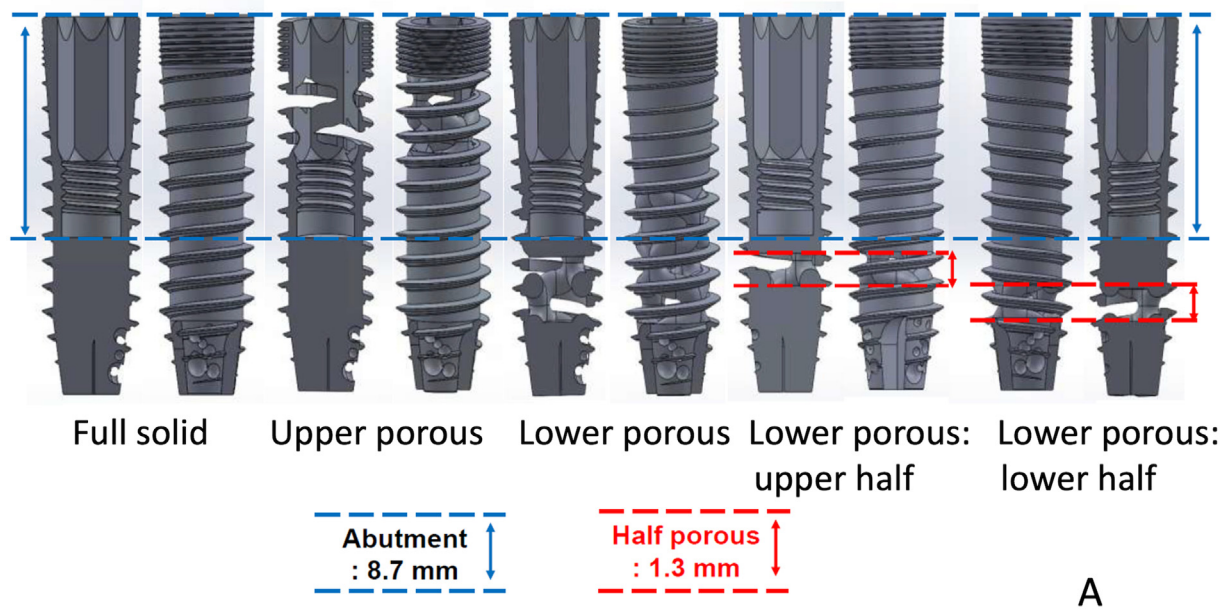 Full solid
Upper porous
Lower porous
Lower porous:
upper half
Lower porous:
lower half
Abutment
: 8.7 mm
Half porous
: 1.3 mm
A